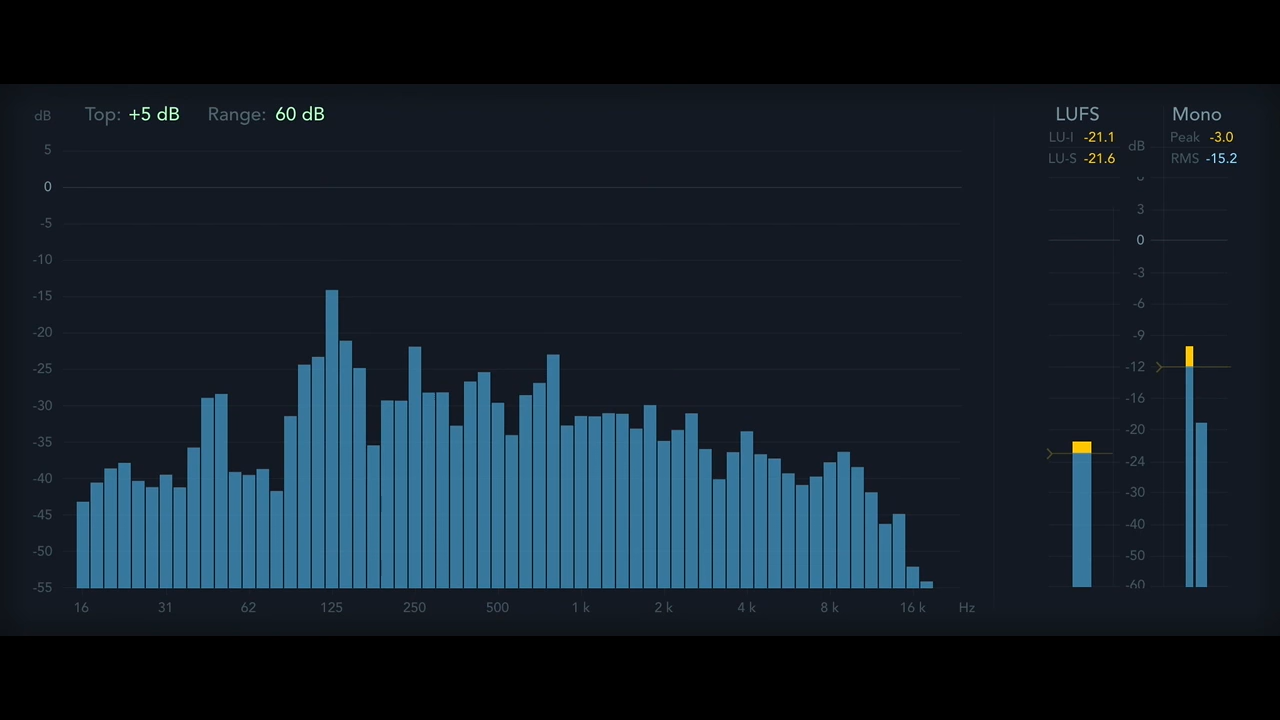 dB Top: +5 dB Range: 60 dB
5
0
-5
-10
-15
-20
-25
-30
-35
-40
-45
-50
-55
16 31 62 125 250 500 1 k 2 k 4 k 8 k 16 k Hz
LUFS
LU-I -21.1
LU-S -21.6
Mono
Peak -3.0
RMS -15.2
dB
3
0
-3
-6
-9
-12
-16
-20
-24
-30
-40
-50
-60